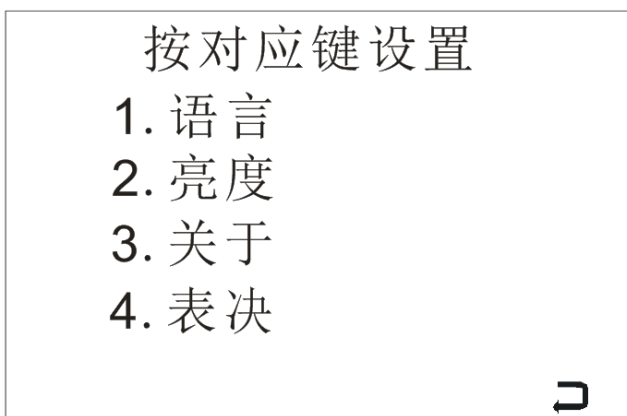 按对应键设置
1. 语言
2. 亮度
3. 关于
4. 表决